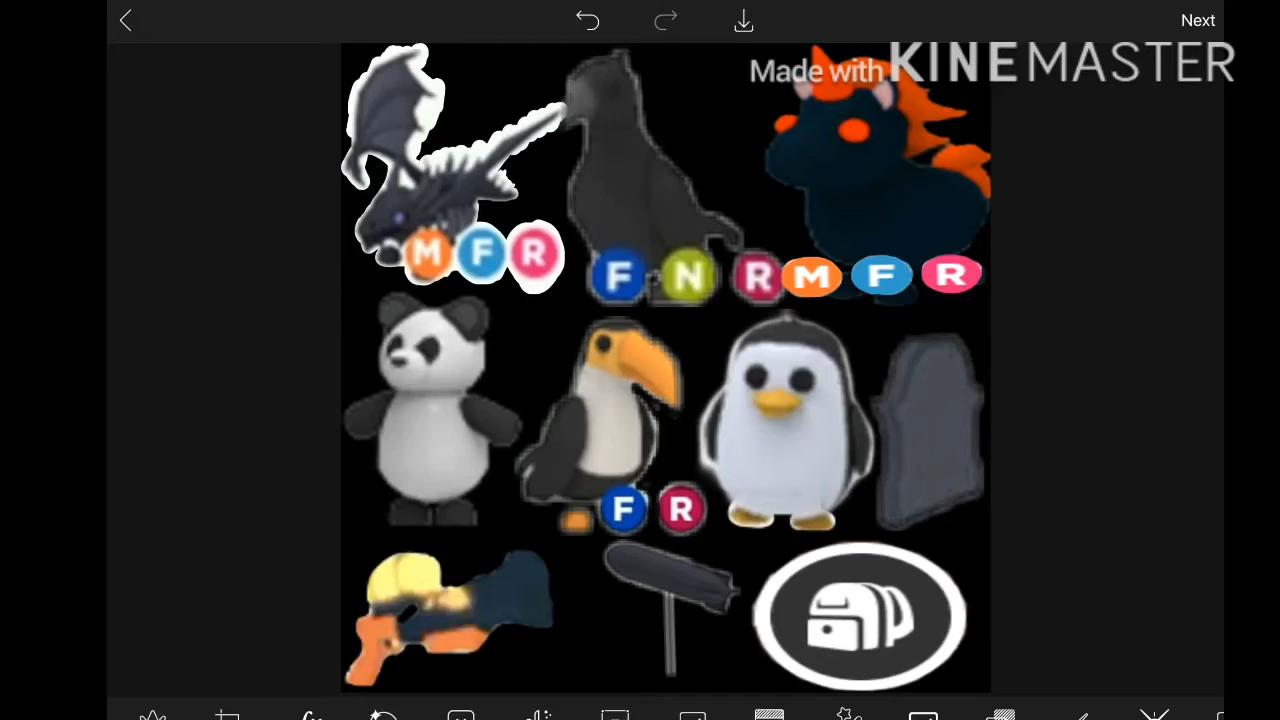 Next
Made with KINEMASTER
M F R
F N R
M F R
F R